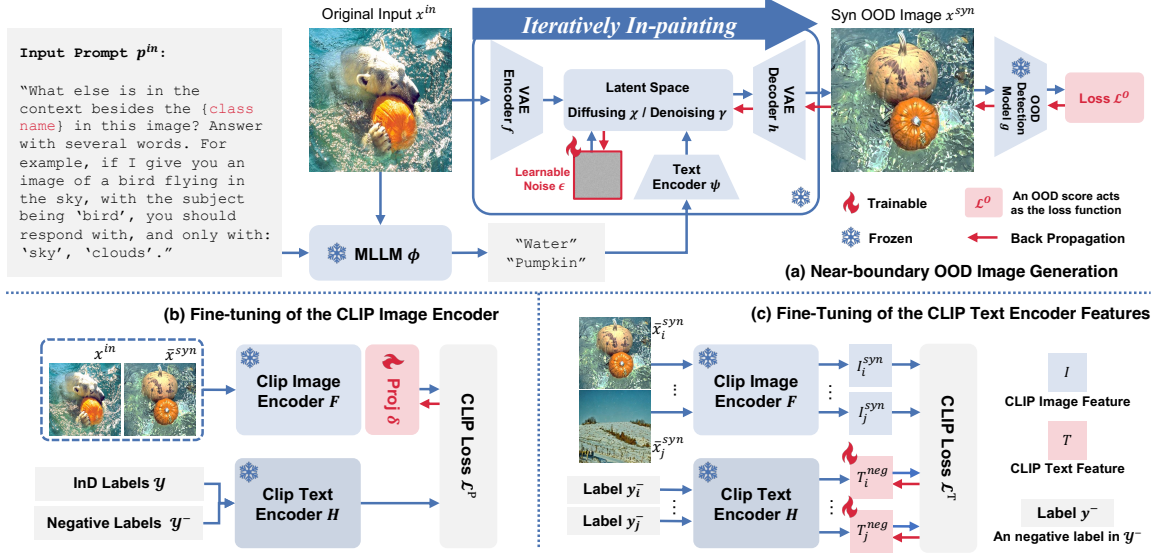 Original Input x^in
Iteratively In-painting
Syn OOD Image x^syn
Input Prompt p^in:
“What else is in the
context besides the {class
name} in this image? Answer
with several words. For
example, if I give you an
image of a bird flying in
the sky, with the subject
being ‘bird’, you should
respond with, and only with:
‘sky’, ‘clouds’.”
VAE
Encoder f
Latent Space
Diffusing χ / Denoising γ
VAE
Decoder h
Learnable
Noise ϵ
Text
Encoder ψ
OOD
Detection
Model g
Loss ℒ^O
MLLM ϕ
“Water”
“Pumpkin”
Trainable
ℒ^O
An OOD score acts
as the loss function
Frozen
Back Propagation
(a) Near-boundary OOD Image Generation
(b) Fine-tuning of the CLIP Image Encoder
x^in
x̄^syn
Clip Image
Encoder F
Proj δ
CLIP Loss ℒ^P
InD Labels 𝒴
Negative Labels 𝒴^−
Clip Text
Encoder H
(c) Fine-Tuning of the CLIP Text Encoder Features
x̄_i^syn
⋮
x̄_j^syn
Clip Image
Encoder F
I_i^syn
⋮
I_j^syn
CLIP Loss ℒ^T
Label y_i^−
⋮
Label y_j^−
Clip Text
Encoder H
T_i^neg
⋮
T_j^neg
I
CLIP Image Feature
T
CLIP Text Feature
Label y^−
An negative label in 𝒴^−